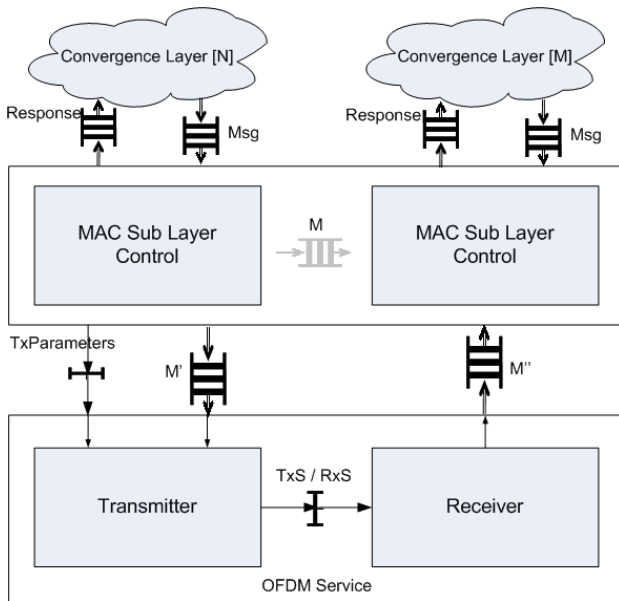 Convergence Layer [N]
Convergence Layer [M]
Response
Msg
Response
Msg
MAC Sub Layer
Control
M
MAC Sub Layer
Control
TxParameters
M'
M''
Transmitter
TxS / RxS
Receiver
OFDM Service